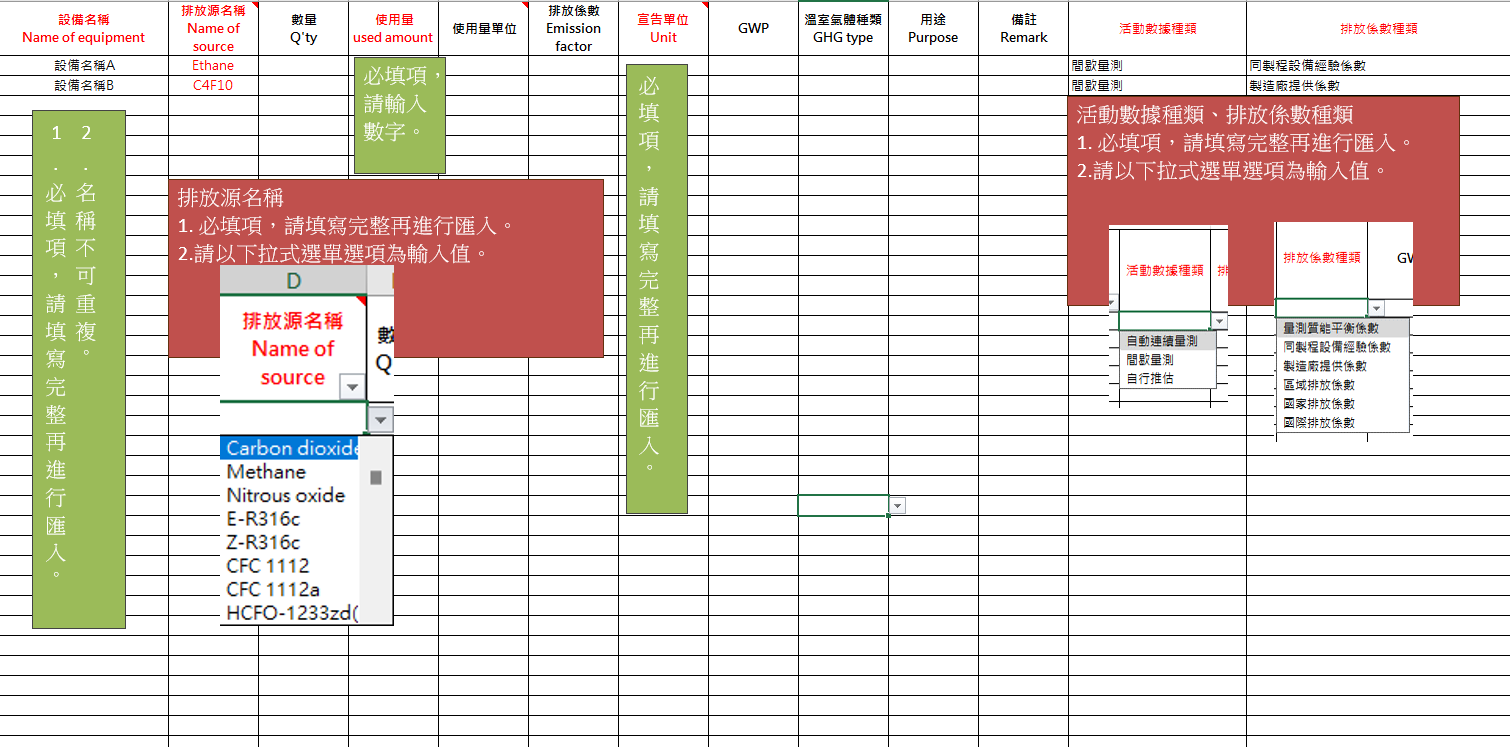 設備名稱
Name of equipment
排放源名稱
Name of
source
數量
Q'ty
使用量
used amount
使用量單位
排放係數
Emission
factor
宣告單位
Unit
GWP
溫室氣體種類
GHG type
用途
Purpose
備註
Remark
活動數據種類
排放係數種類
設備名稱A
Ethane
間歇量測
同製程設備經驗係數
設備名稱B
C4F10
間歇量測
製造廠提供係數
1.必填項，請填寫完整再進行匯入。
2.名稱不可重複。
必填項，
請輸入
數字。
排放源名稱
1. 必填項，請填寫完整再進行匯入。
2.請以下拉式選單選項為輸入值。
D
排放源名稱
Name of
source
數
Q
Carbon dioxide
Methane
Nitrous oxide
E-R316c
Z-R316c
CFC 1112
CFC 1112a
HCFO-1233zd(
必填項，請填寫完整再進行匯入。
活動數據種類、排放係數種類
1. 必填項，請填寫完整再進行匯入。
2.請以下拉式選單選項為輸入值。
活動數據種類
排
自動連續量測
間歇量測
自行推估
排放係數種類
GW
量測質能平衡係數
同製程設備經驗係數
製造廠提供係數
區域排放係數
國家排放係數
國際排放係數